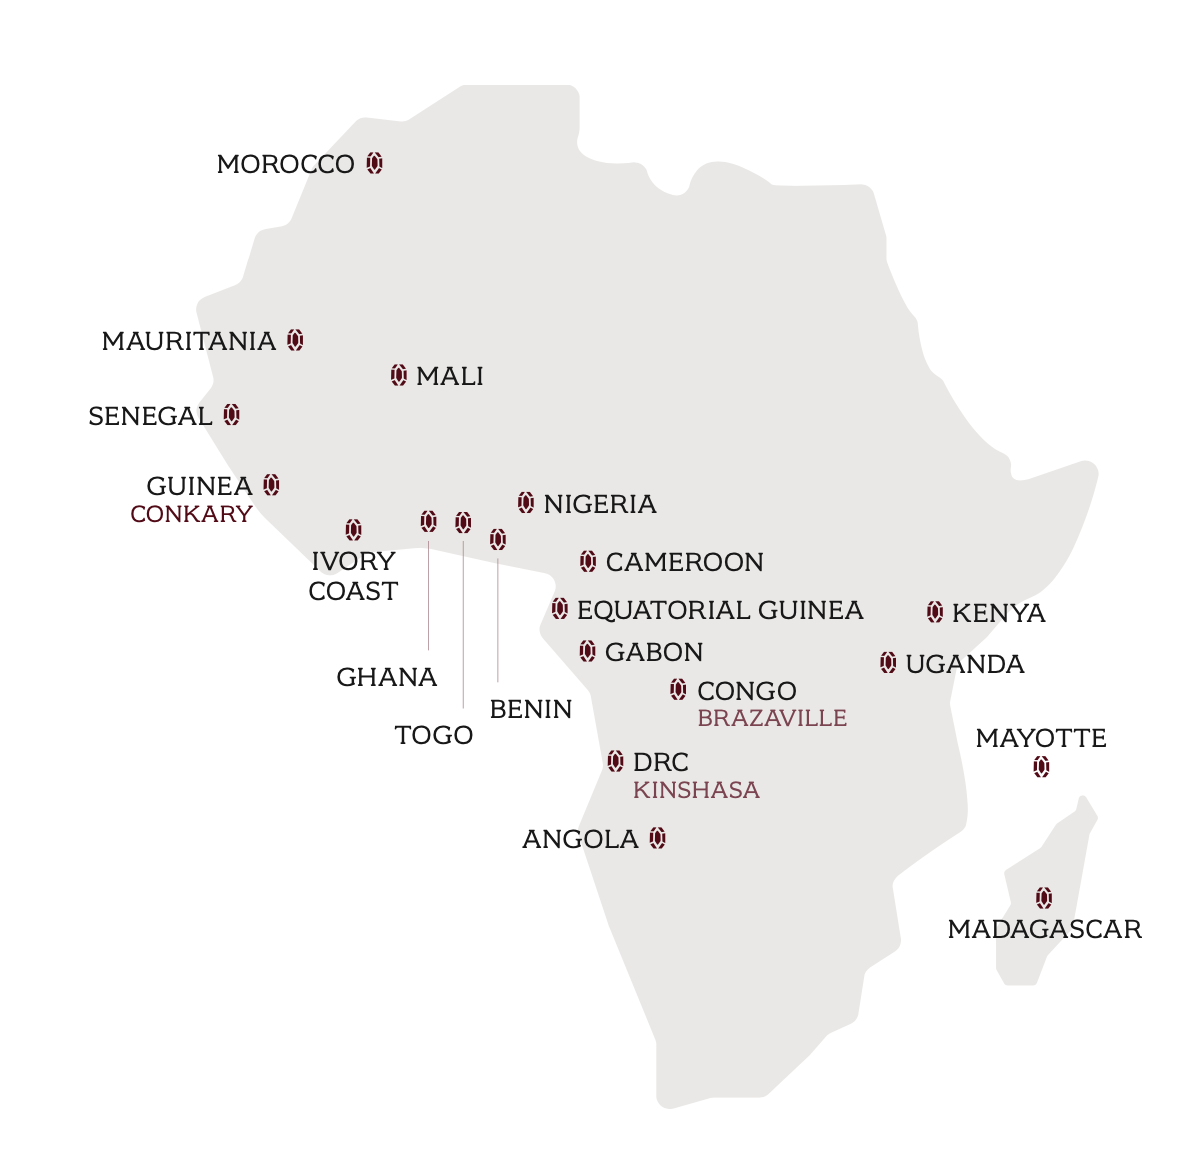 MOROCCO
MAURITANIA
MALI
SENEGAL
GUINEA
CONKARY
NIGERIA
IVORY
COAST
CAMEROON
EQUATORIAL GUINEA
KENYA
GABON
UGANDA
GHANA
CONGO
BRAZAVILLE
BENIN
TOGO
MAYOTTE
DRC
KINSHASA
ANGOLA
MADAGASCAR